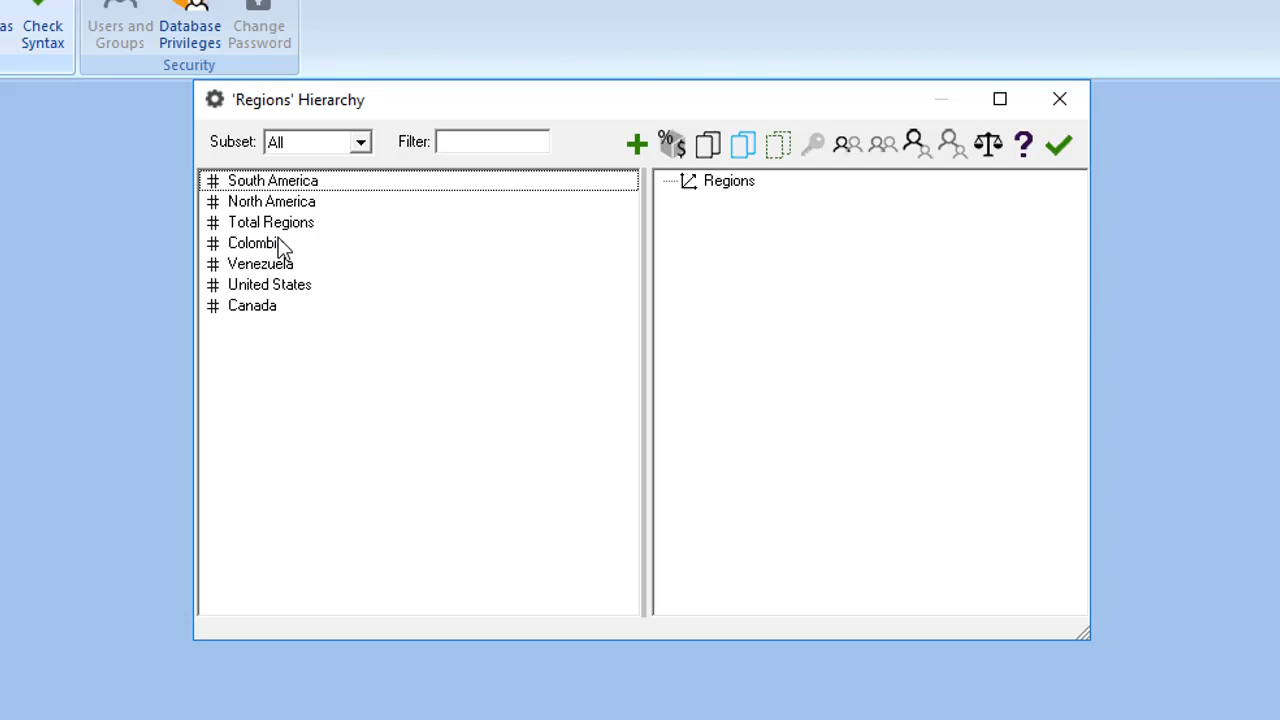 as
Check
Syntax
Users and
Groups
Database
Privileges
Change
Password
Security
'Regions' Hierarchy
Subset: All
Filter:
South America
North America
Total Regions
Colombi
Venezuela
United States
Canada
Regions